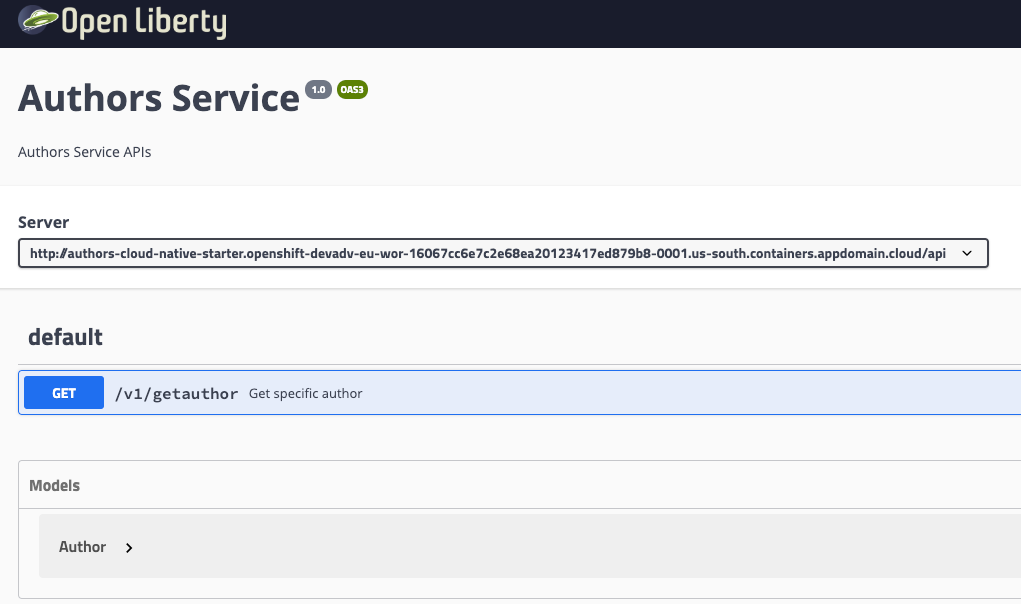 Open Liberty
Authors Service 1.0 OAS3
Authors Service APIs
Server
http://authors-cloud-native-starter.openshift-devadv-eu-wor-16067cc6e7c2e68ea20123417ed879b8-0001.us-south.containers.appdomain.cloud/api
default
GET /v1/getauthor Get specific author
Models
Author